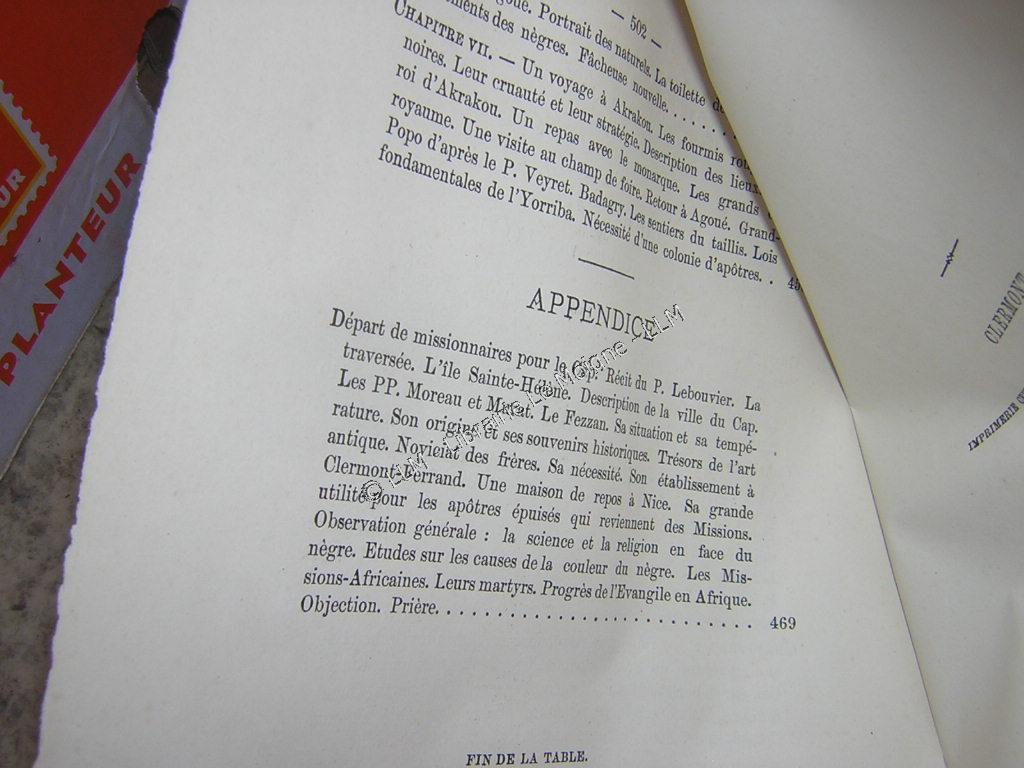 — 502 —
Portrait des naturels. La toilette
ments des nègres. Fâcheuse nouvelle. . . . . . . .
CHAPITRE VII. — Un voyage à Akrakou. Les fourmis
noires. Leur cruauté et leur stratégie. Description des lieux.
roi d'Akrakou. Un repas avec le monarque. Les grands
royaume. Une visite au champ de foire. Retour à Agoué. Grand-
Popo d'après le P. Veyret. Badagry. Les sentiers du taillis. Lois
fondamentales de l'Yorriba. Nécessité d'une colonie d'apôtres. . 45
APPENDICE
Départ de missionnaires pour le Cap. Récit du P. Lebouvier. La
traversée. L'île Sainte-Hélène. Description de la ville du Cap.
Les PP. Moreau et Murat. Le Fezzan. Sa situation et sa tempé-
rature. Son origine et ses souvenirs historiques. Trésors de l'art
antique. Noviciat des frères. Sa nécessité. Son établissement à
Clermont-Ferrand. Une maison de repos à Nice. Sa grande
utilité pour les apôtres épuisés qui reviennent des Missions.
Observation générale : la science et la religion en face du
nègre. Etudes sur les causes de la couleur du nègre. Les Mis-
sions-Africaines. Leurs martyrs. Progrès de l'Evangile en Afrique.
Objection. Prière. . . . . . . . . . . . . . . . . . . . . . . . . . . 469
FIN DE LA TABLE.
CLERMONT
IMPRIMERIE
PLANTEUR
UR
© LLM - Librairie Le Moigne - LLM